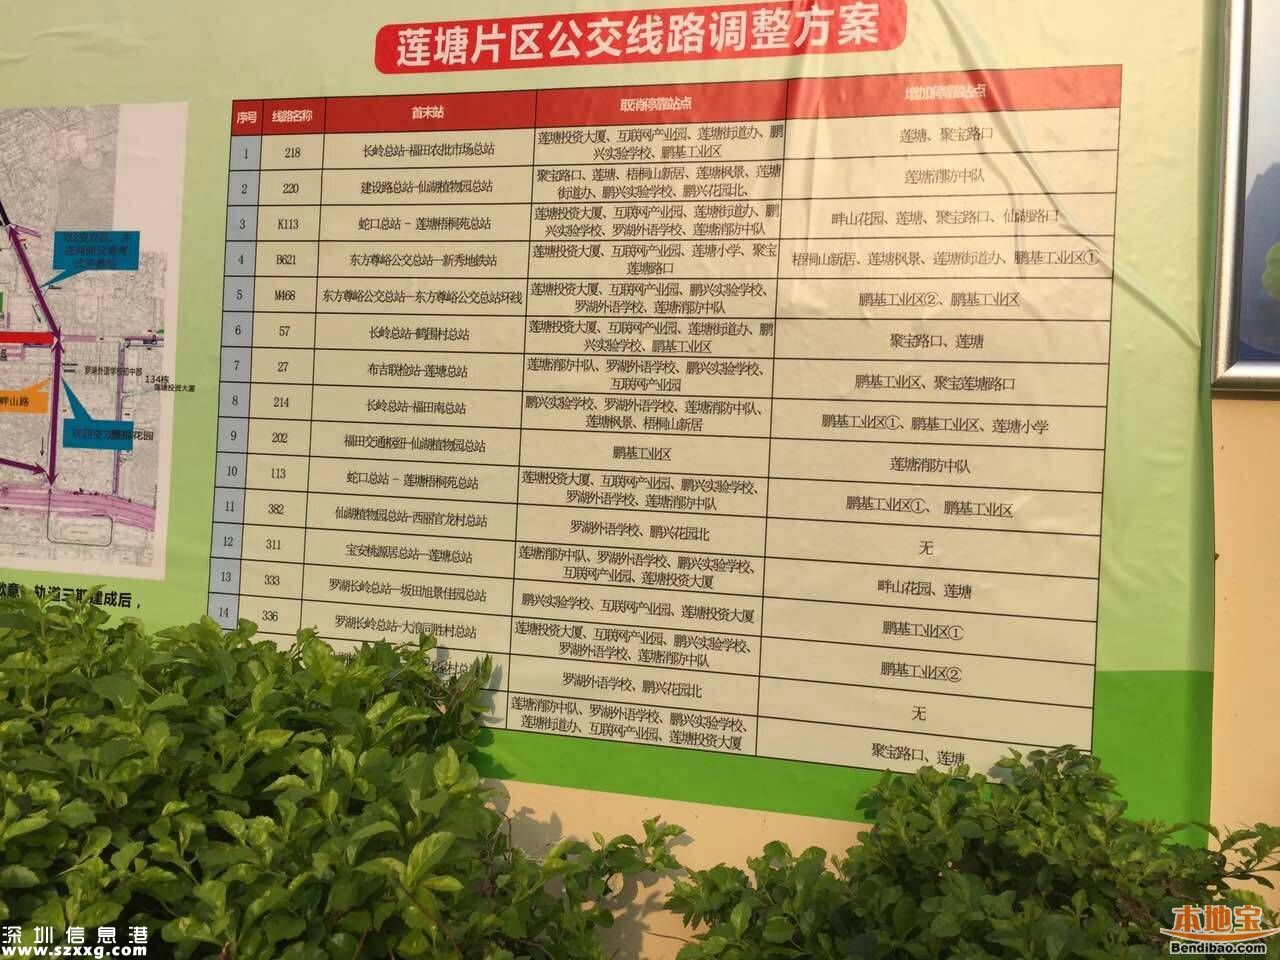 莲塘片区公交线路调整方案
序号 线路名称 首末站 取消停靠站点 增加停靠站点
1 218 长岭总站-福田农批市场总站 莲塘投资大厦、互联网产业园、莲塘街道办、鹏 莲塘、聚宝路口
兴实验学校、鹏基工业区
2 220 建设路总站-仙湖植物园总站 聚宝路口、莲塘、梧桐山新居、莲塘枫景、莲塘 莲塘消防中队
街道办、鹏兴实验学校、鹏兴花园北、
3 K113 蛇口总站 - 莲塘梧桐苑总站 莲塘投资大厦、互联网产业园、莲塘街道办、鹏 畔山花园、莲塘、聚宝路口、仙湖路口
兴实验学校、罗湖外语学校、莲塘消防中队
4 B621 东方尊峪公交总站—新秀地铁站 莲塘投资大厦、互联网产业园、莲塘小学、聚宝 梧桐山新居、莲塘枫景、莲塘街道办、鹏基工业区①
莲塘路口
5 M468 东方尊峪公交总站—东方尊峪公交总站环线 莲塘投资大厦、互联网产业园、鹏兴实验学校、 鹏基工业区②、鹏基工业区
罗湖外语学校、莲塘消防中队
6 57 长岭总站-鹤围村总站 莲塘投资大厦、互联网产业园、莲塘街道办、鹏 聚宝路口、莲塘
兴实验学校、鹏基工业区
7 27 布吉联检站-莲塘总站 莲塘消防中队、罗湖外语学校、鹏兴实验学校、 鹏基工业区、聚宝莲塘路口
互联网产业园
8 214 长岭总站-福田南总站 鹏兴实验学校、罗湖外语学校、莲塘消防中队、 鹏基工业区①、鹏基工业区、莲塘小学
莲塘枫景、梧桐山新居
9 202 福田交通枢纽-仙湖植物园总站 鹏基工业区 莲塘消防中队
10 113 蛇口总站 - 莲塘梧桐苑总站 莲塘投资大厦、互联网产业园、鹏兴实验学校、 鹏基工业区①、 鹏基工业区
罗湖外语学校、莲塘消防中队
11 382 仙湖植物园总站-西丽官龙村总站 罗湖外语学校、鹏兴花园北 无
12 311 宝安桃源居总站-莲塘总站 莲塘消防中队、罗湖外语学校、鹏兴实验学校、 畔山花园、莲塘
互联网产业园、莲塘投资大厦
13 333 罗湖长岭总站-坂田旭景佳园总站 鹏兴实验学校、互联网产业园、莲塘投资大厦 鹏基工业区①
14 336 罗湖长岭总站-大浪同胜村总站 莲塘投资大厦、互联网产业园、鹏兴实验学校、 鹏基工业区②
罗湖外语学校、莲塘消防中队
村总 罗湖外语学校、鹏兴花园北 无
莲塘消防中队、罗湖外语学校、鹏兴实验学校、 聚宝路口、莲塘
莲塘街道办、互联网产业园、莲塘投资大厦
罗湖外语学校初中部
134栋
莲塘投资大厦
畔山路
花园
歉意 轨道三期建成后，
深圳信息港
www.szxxg.com
本地宝
Bendibao.com